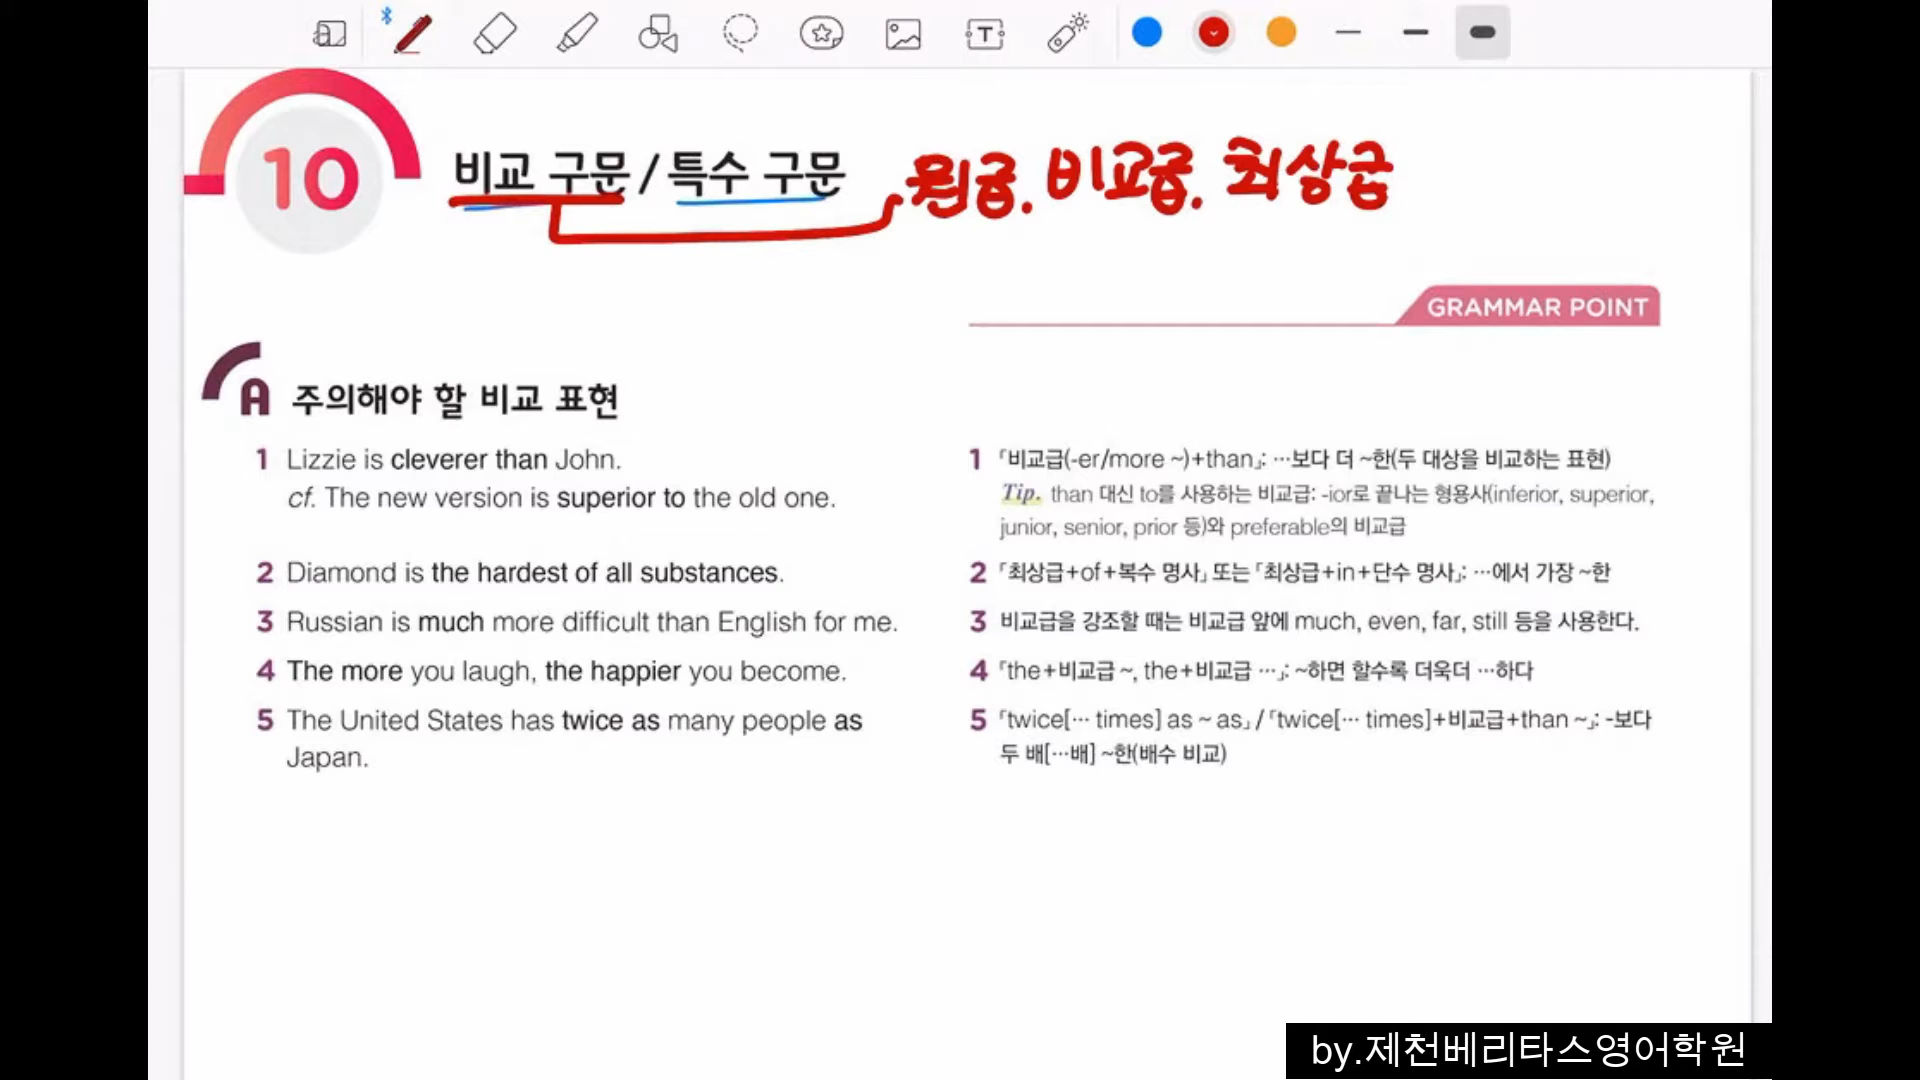 10
비교 구문 / 특수 구문 원급. 비교급. 최상급
GRAMMAR POINT
A 주의해야 할 비교 표현
1 Lizzie is cleverer than John.
cf. The new version is superior to the old one.
2 Diamond is the hardest of all substances.
3 Russian is much more difficult than English for me.
4 The more you laugh, the happier you become.
5 The United States has twice as many people as
Japan.
1 「비교급(-er/more ~)+than」: …보다 더 ~한(두 대상을 비교하는 표현)
Tip. than 대신 to를 사용하는 비교급: -ior로 끝나는 형용사(inferior, superior,
junior, senior, prior 등)와 preferable의 비교급
2 「최상급+of+복수 명사」 또는 「최상급+in+단수 명사」: …에서 가장 ~한
3 비교급을 강조할 때는 비교급 앞에 much, even, far, still 등을 사용한다.
4 「the+비교급 ~, the+비교급 …」: ~하면 할수록 더욱더 …하다
5 「twice[… times] as ~ as」 / 「twice[… times]+비교급+than ~」: -보다
두 배[…배] ~한(배수 비교)
by.제천베리타스영어학원